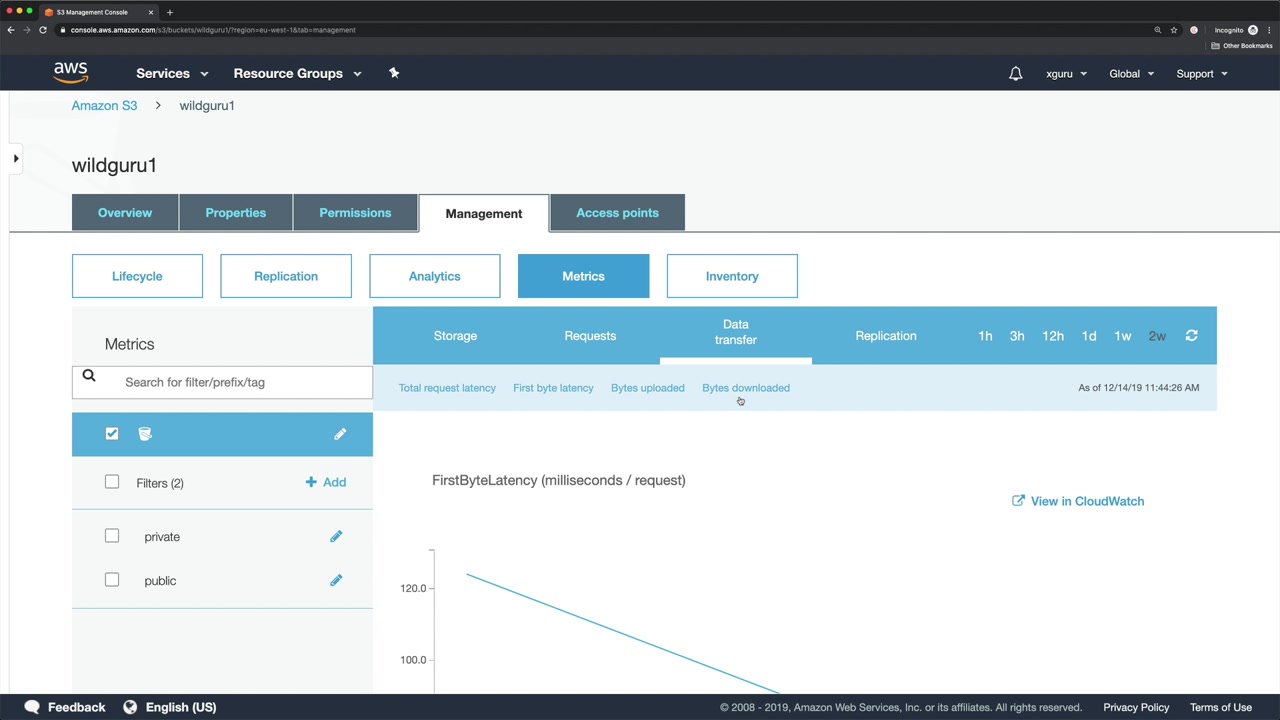 S3 Management Console
console.aws.amazon.com/s3/buckets/wildguru1/?region=eu-west-1&tab=management
Incognito
Other Bookmarks
aws
Services
Resource Groups
xguru
Global
Support
Amazon S3 > wildguru1
wildguru1
Overview
Properties
Permissions
Management
Access points
Lifecycle
Replication
Analytics
Metrics
Inventory
Metrics
Search for filter/prefix/tag
Filters (2)
+ Add
private
public
Storage
Requests
Data
transfer
Replication
1h 3h 12h 1d 1w 2w
Total request latency
First byte latency
Bytes uploaded
Bytes downloaded
As of 12/14/19 11:44:26 AM
FirstByteLatency (milliseconds / request)
View in CloudWatch
120.0
100.0
Feedback
English (US)
© 2008 - 2019, Amazon Web Services, Inc. or its affiliates. All rights reserved.
Privacy Policy
Terms of Use